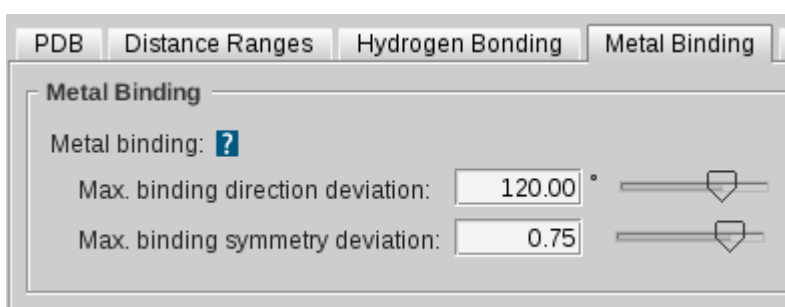 PDB Distance Ranges Hydrogen Bonding Metal Binding
Metal Binding
Metal binding: ?
Max. binding direction deviation: 120.00 °
Max. binding symmetry deviation: 0.75